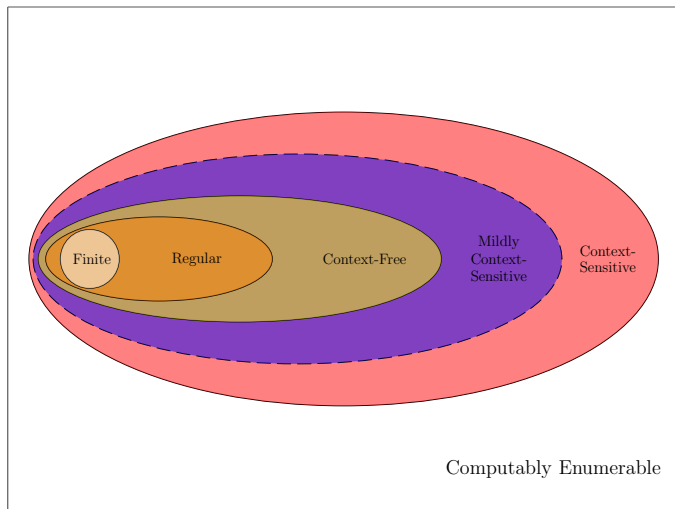 Finite
Regular
Context-Free
Mildly
Context-
Sensitive
Context-
Sensitive
Computably Enumerable